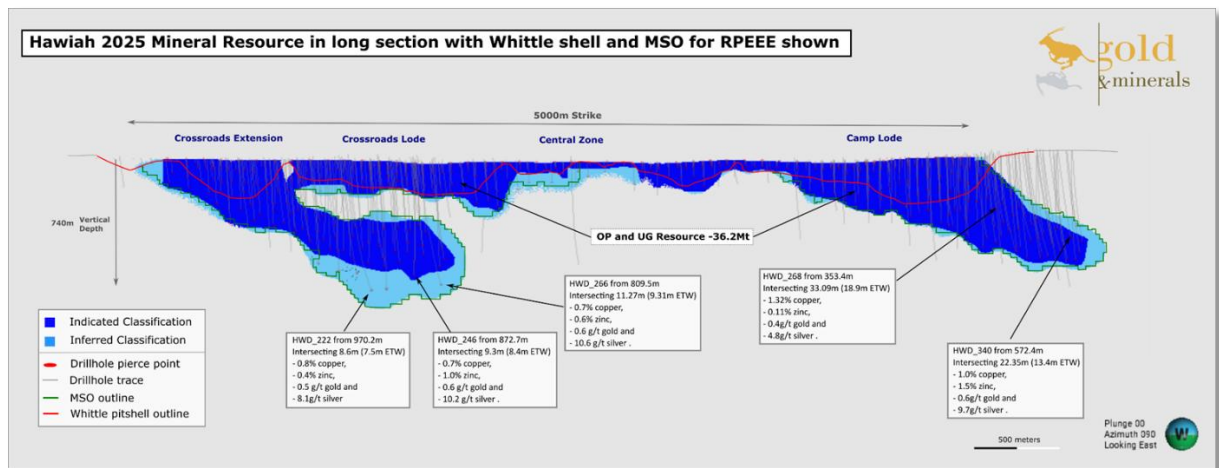 Hawiah 2025 Mineral Resource in long section with Whittle shell and MSO for RPEEE shown
gold
&minerals
5000m Strike
Crossroads Extension
Crossroads Lode
Central Zone
Camp Lode
740m Vertical
Depth
OP and UG Resource -36.2Mt
HWD_266 from 809.5m
Intersecting 11.27m (9.31m ETW)
- 0.7% copper,
- 0.6% zinc,
- 0.6 g/t gold and
- 10.6 g/t silver .
HWD_268 from 353.4m
Intersecting 33.09m (18.9m ETW)
- 1.32% copper,
- 0.11% zinc,
- 0.4g/t gold and
- 4.8g/t silver .
Indicated Classification
Inferred Classification
Drillhole pierce point
Drillhole trace
MSO outline
Whittle pitshell outline
HWD_222 from 970.2m
Intersecting 8.6m (7.5m ETW)
- 0.8% copper,
- 0.4% zinc,
- 0.5 g/t gold and
- 8.1g/t silver
HWD_246 from 872.7m
Intersecting 9.3m (8.4m ETW)
- 0.7% copper,
- 1.0% zinc,
- 0.6 g/t gold and
- 10.2 g/t silver .
HWD_340 from 572.4m
Intersecting 22.35m (13.4m ETW)
- 1.0% copper,
- 1.5% zinc,
- 0.6g/t gold and
- 9.7g/t silver .
500 meters
Plunge 00
Azimuth 090
Looking East
W